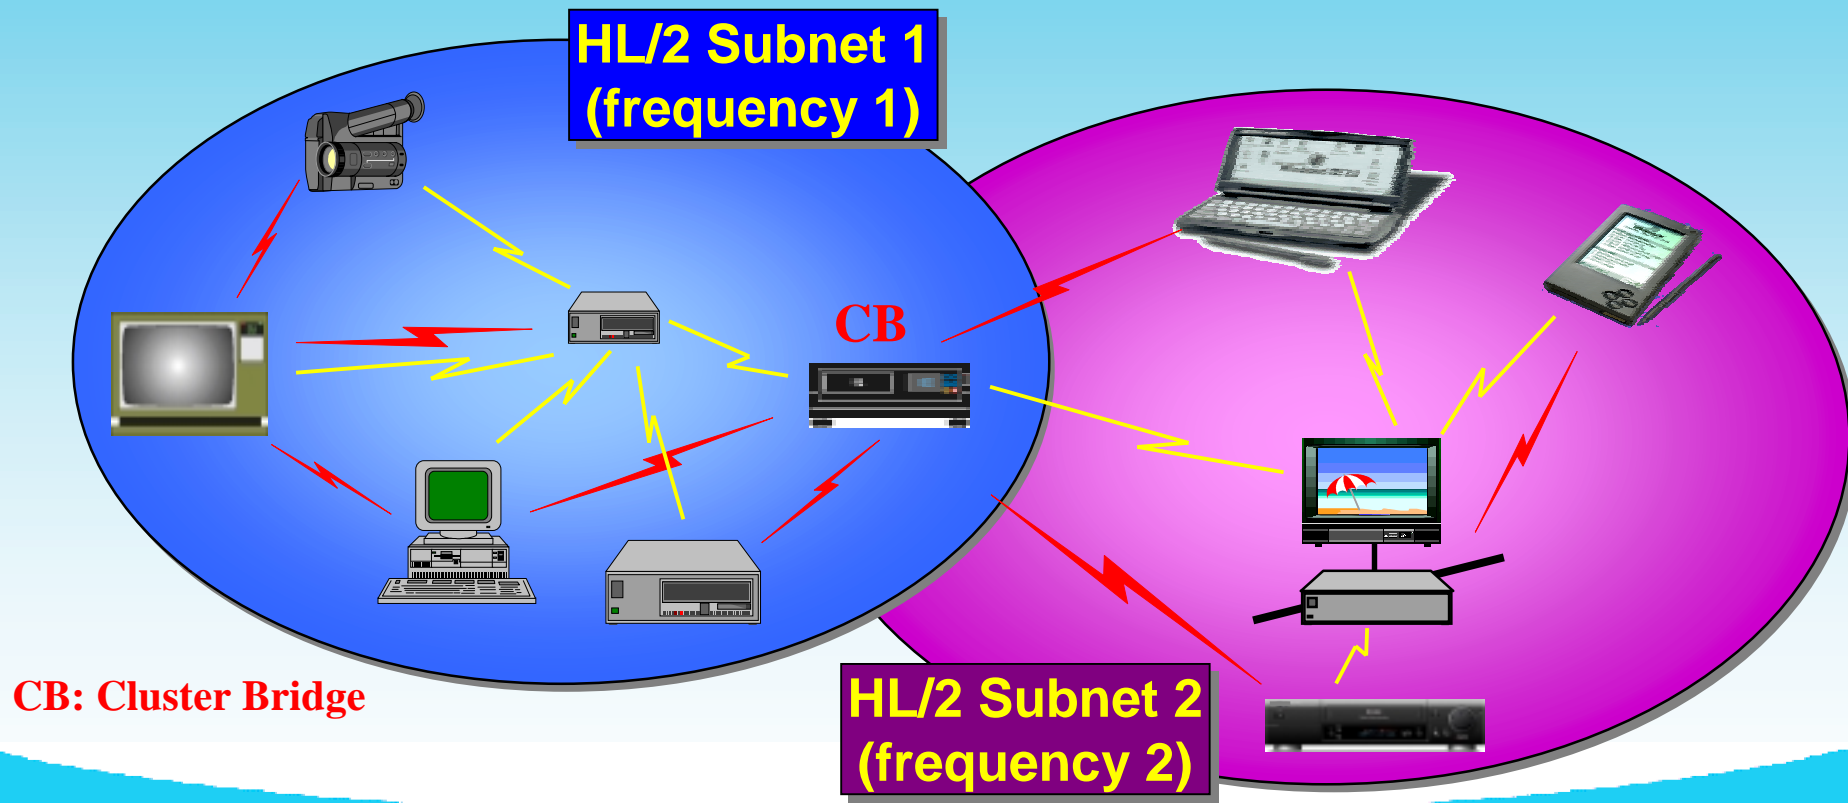 HL/2 Subnet 1
(frequency 1)
CB
CB: Cluster Bridge
HL/2 Subnet 2
(frequency 2)